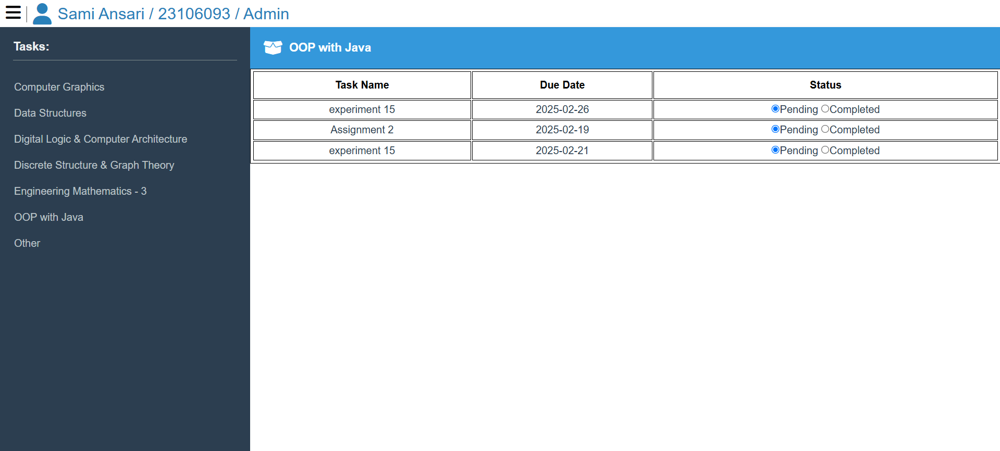 Sami Ansari / 23106093 / Admin
Tasks:
Computer Graphics
Data Structures
Digital Logic & Computer Architecture
Discrete Structure & Graph Theory
Engineering Mathematics - 3
OOP with Java
Other
OOP with Java
Task Name Due Date Status
experiment 15 2025-02-26 Pending Completed
Assignment 2 2025-02-19 Pending Completed
experiment 15 2025-02-21 Pending Completed